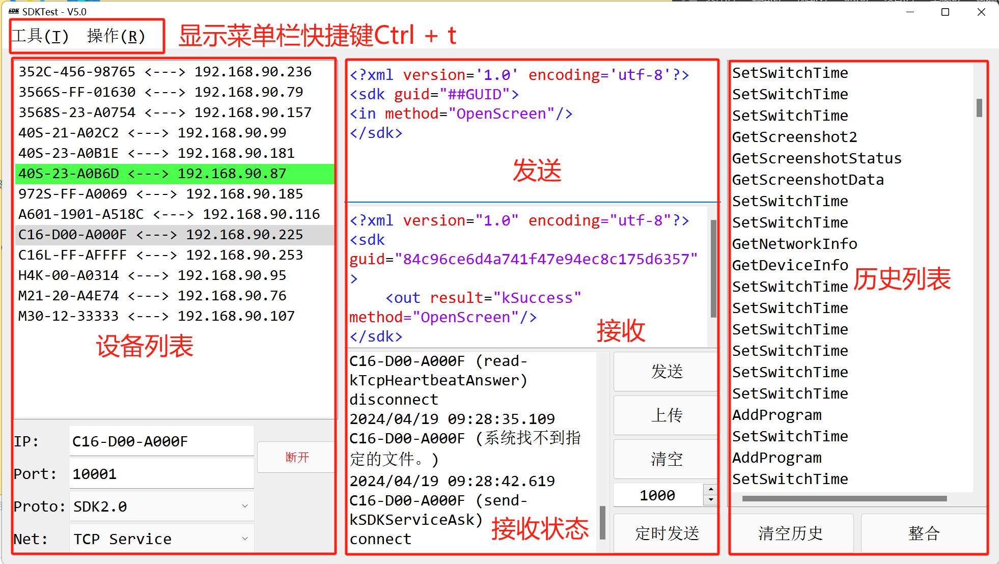 SDK SDKTest - V5.0
工具(T) 操作(R)
显示菜单栏快捷键Ctrl + t
352C-456-98765 <---> 192.168.90.236
3566S-FF-01630 <---> 192.168.90.79
3568S-23-A0754 <---> 192.168.90.157
40S-21-A02C2 <---> 192.168.90.99
40S-23-A0B1E <---> 192.168.90.181
40S-23-A0B6D <---> 192.168.90.87
972S-FF-A0069 <---> 192.168.90.185
A601-1901-A518C <---> 192.168.90.116
C16-D00-A000F <---> 192.168.90.225
C16L-FF-AFFFF <---> 192.168.90.253
H4K-00-A0314 <---> 192.168.90.95
M21-20-A4E74 <---> 192.168.90.76
M30-12-33333 <---> 192.168.90.107
设备列表
IP: C16-D00-A000F
断开
Port: 10001
Proto: SDK2.0
Net: TCP Service
<?xml version='1.0' encoding='utf-8'?>
<sdk guid="##GUID">
<in method="OpenScreen"/>
</sdk>
发送
<?xml version="1.0" encoding="utf-8"?>
<sdk
guid="84c96ce6d4a741f47e94ec8c175d6357"
>
<out result="kSuccess"
method="OpenScreen"/>
</sdk>
接收
C16-D00-A000F (read-
kTcpHeartbeatAnswer)
disconnect
2024/04/19 09:28:35.109
C16-D00-A000F (系统找不到指
定的文件。)
2024/04/19 09:28:42.619
C16-D00-A000F (send-
kSDKServiceAsk)
connect
接收状态
发送
上传
清空
1000
定时发送
SetSwitchTime
SetSwitchTime
SetSwitchTime
GetScreenshot2
GetScreenshotStatus
GetScreenshotData
SetSwitchTime
SetSwitchTime
GetNetworkInfo
GetDeviceInfo
SetSwitchTime
SetSwitchTime
SetSwitchTime
SetSwitchTime
SetSwitchTime
SetSwitchTime
AddProgram
SetSwitchTime
AddProgram
SetSwitchTime
历史列表
清空历史
整合